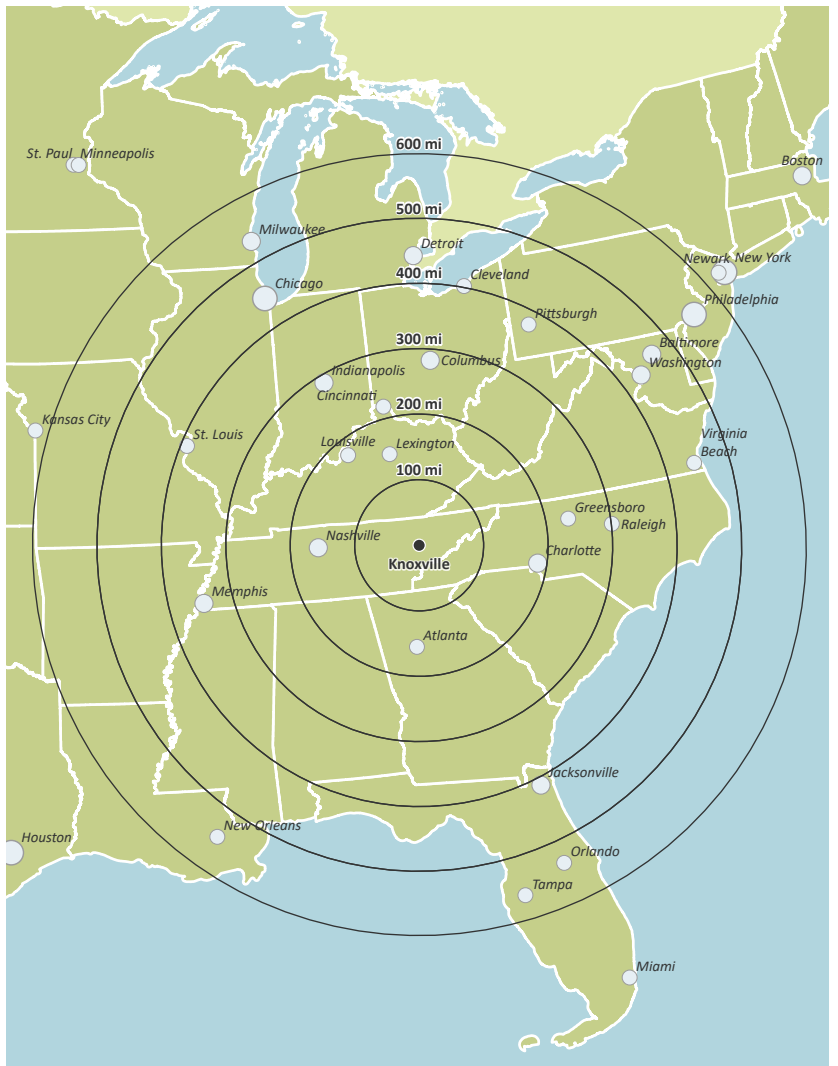 600 mi
St. Paul Minneapolis
Boston
500 mi
Milwaukee
Detroit
Newark New York
Cleveland
400 mi
Chicago
Philadelphia
Pittsburgh
300 mi
Baltimore
Columbus
Washington
Indianapolis
Cincinnati
200 mi
Kansas City
St. Louis
Virginia
Beach
Louisville
Lexington
100 mi
Greensboro
Raleigh
Nashville
Charlotte
Knoxville
Memphis
Atlanta
Jacksonville
New Orleans
Houston
Orlando
Tampa
Miami